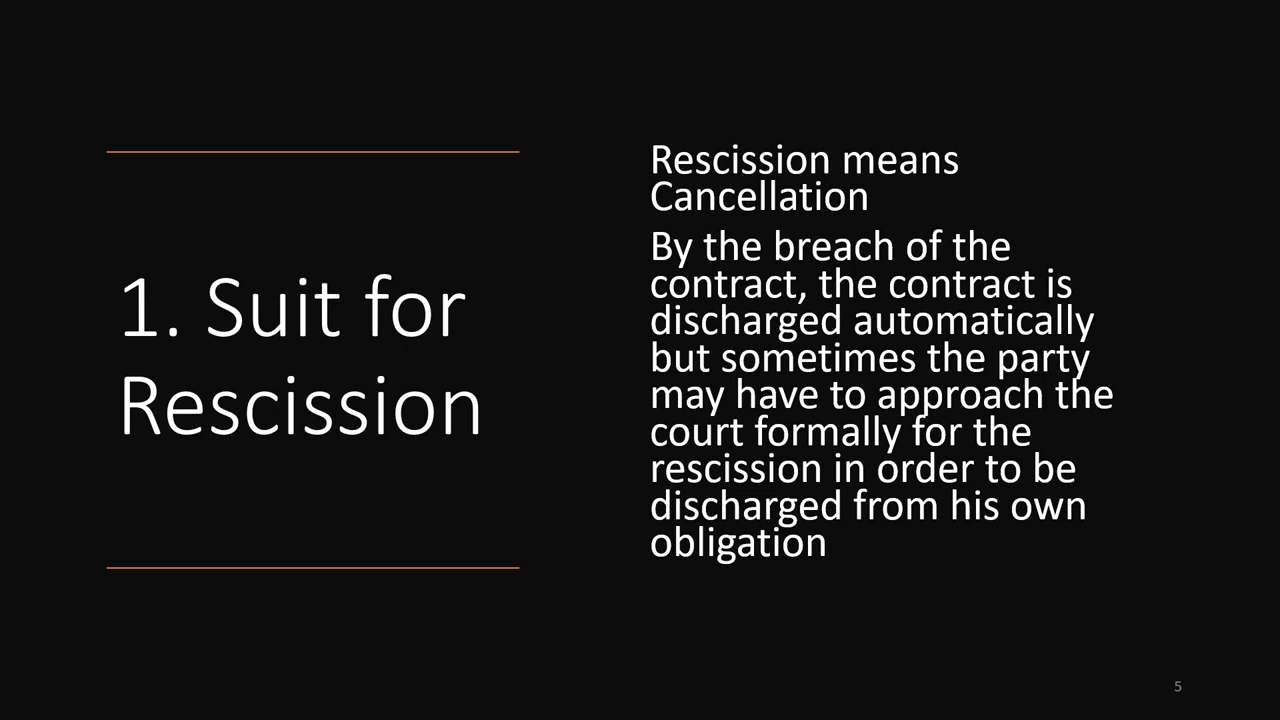 1. Suit for
Rescission
Rescission means
Cancellation
By the breach of the
contract, the contract is
discharged automatically
but sometimes the party
may have to approach the
court formally for the
rescission in order to be
discharged from his own
obligation
5